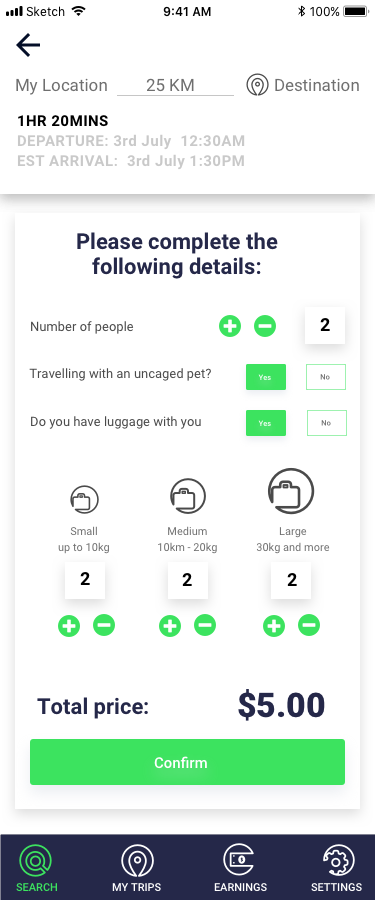 Sketch 9:41 AM 100%
My Location 25 KM Destination
1HR 20MINS
DEPARTURE: 3rd July 12:30AM
EST ARRIVAL: 3rd July 1:30PM
Please complete the
following details:
Number of people 2
Travelling with an uncaged pet? Yes No
Do you have luggage with you Yes No
Small Medium Large
up to 10kg 10km - 20kg 30kg and more
2 2 2
Total price: $5.00
Confirm
SEARCH MY TRIPS EARNINGS SETTINGS